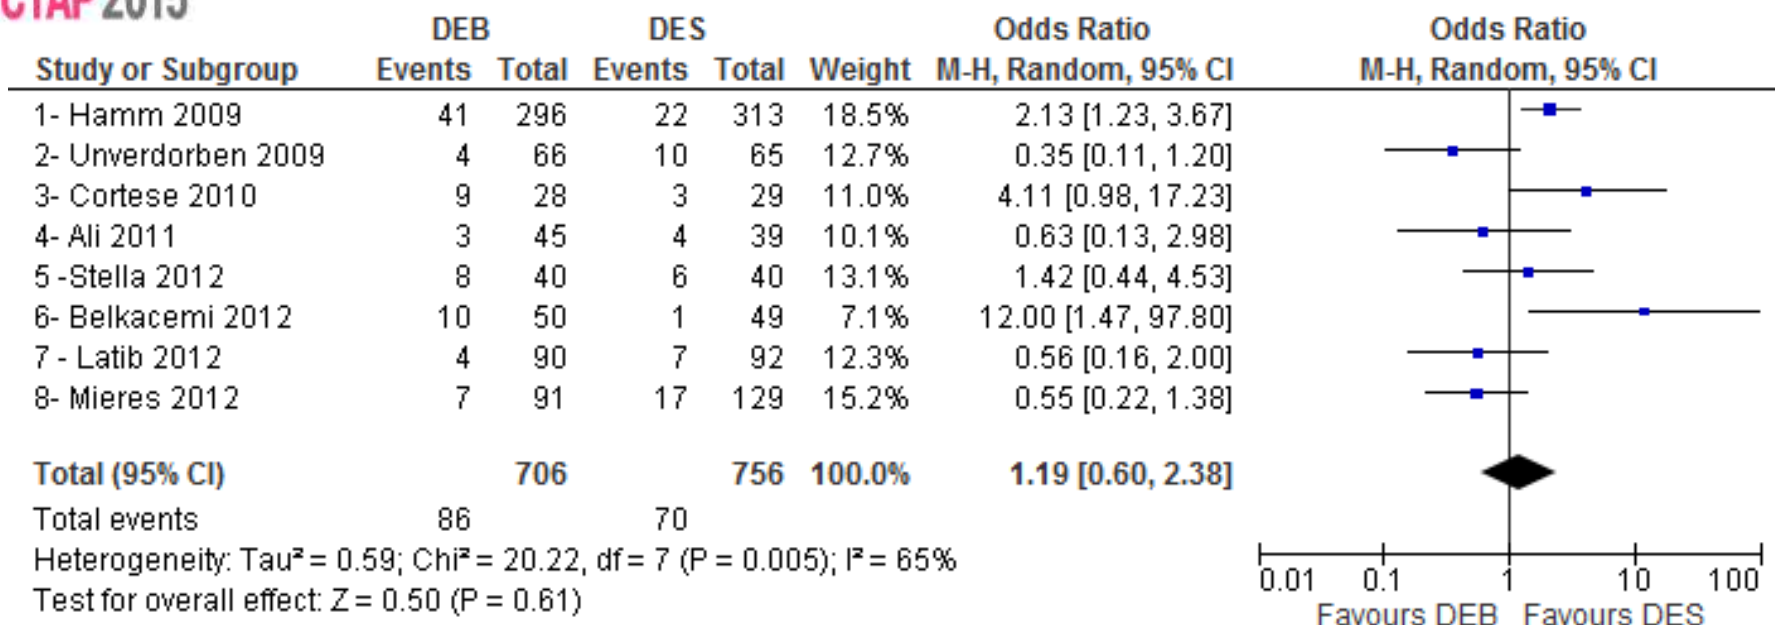 CTAP 2015
DEB DES Odds Ratio Odds Ratio
Study or Subgroup Events Total Events Total Weight M-H, Random, 95% CI M-H, Random, 95% CI
1- Hamm 2009 41 296 22 313 18.5% 2.13 [1.23, 3.67]
2- Unverdorben 2009 4 66 10 65 12.7% 0.35 [0.11, 1.20]
3- Cortese 2010 9 28 3 29 11.0% 4.11 [0.98, 17.23]
4- Ali 2011 3 45 4 39 10.1% 0.63 [0.13, 2.98]
5 -Stella 2012 8 40 6 40 13.1% 1.42 [0.44, 4.53]
6- Belkacemi 2012 10 50 1 49 7.1% 12.00 [1.47, 97.80]
7 - Latib 2012 4 90 7 92 12.3% 0.56 [0.16, 2.00]
8- Mieres 2012 7 91 17 129 15.2% 0.55 [0.22, 1.38]
Total (95% CI) 706 756 100.0% 1.19 [0.60, 2.38]
Total events 86 70
Heterogeneity: Tau² = 0.59; Chi² = 20.22, df = 7 (P = 0.005); I² = 65%
Test for overall effect: Z = 0.50 (P = 0.61)
0.01 0.1 1 10 100
Favours DEB Favours DES